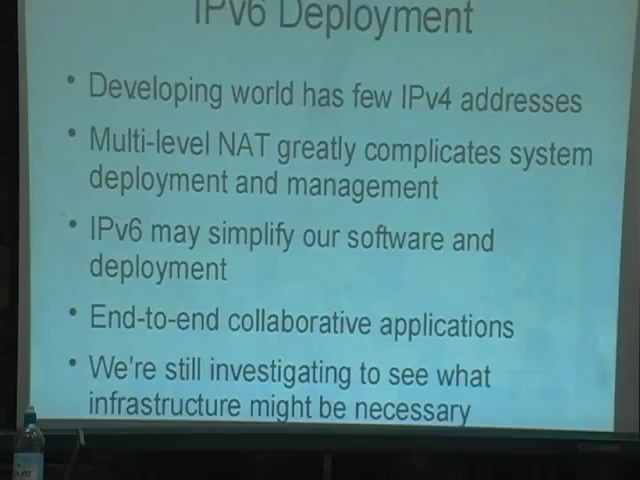 IPv6 Deployment
• Developing world has few IPv4 addresses
• Multi-level NAT greatly complicates system
deployment and management
• IPv6 may simplify our software and
deployment
• End-to-end collaborative applications
• We're still investigating to see what
infrastructure might be necessary